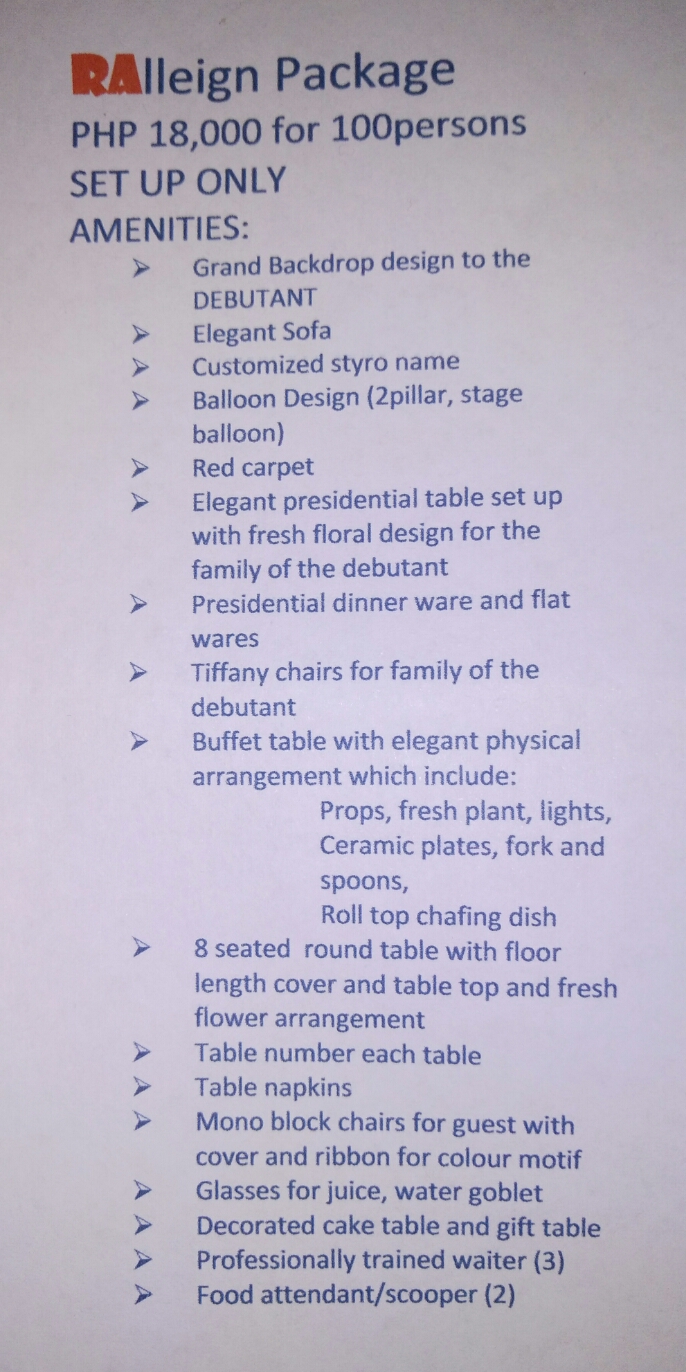 RAlleign Package
PHP 18,000 for 100persons
SET UP ONLY
AMENITIES:
➢ Grand Backdrop design to the
DEBUTANT
➢ Elegant Sofa
➢ Customized styro name
➢ Balloon Design (2pillar, stage
balloon)
➢ Red carpet
➢ Elegant presidential table set up
with fresh floral design for the
family of the debutant
➢ Presidential dinner ware and flat
wares
➢ Tiffany chairs for family of the
debutant
➢ Buffet table with elegant physical
arrangement which include:
Props, fresh plant, lights,
Ceramic plates, fork and
spoons,
Roll top chafing dish
➢ 8 seated round table with floor
length cover and table top and fresh
flower arrangement
➢ Table number each table
➢ Table napkins
➢ Mono block chairs for guest with
cover and ribbon for colour motif
➢ Glasses for juice, water goblet
➢ Decorated cake table and gift table
➢ Professionally trained waiter (3)
➢ Food attendant/scooper (2)